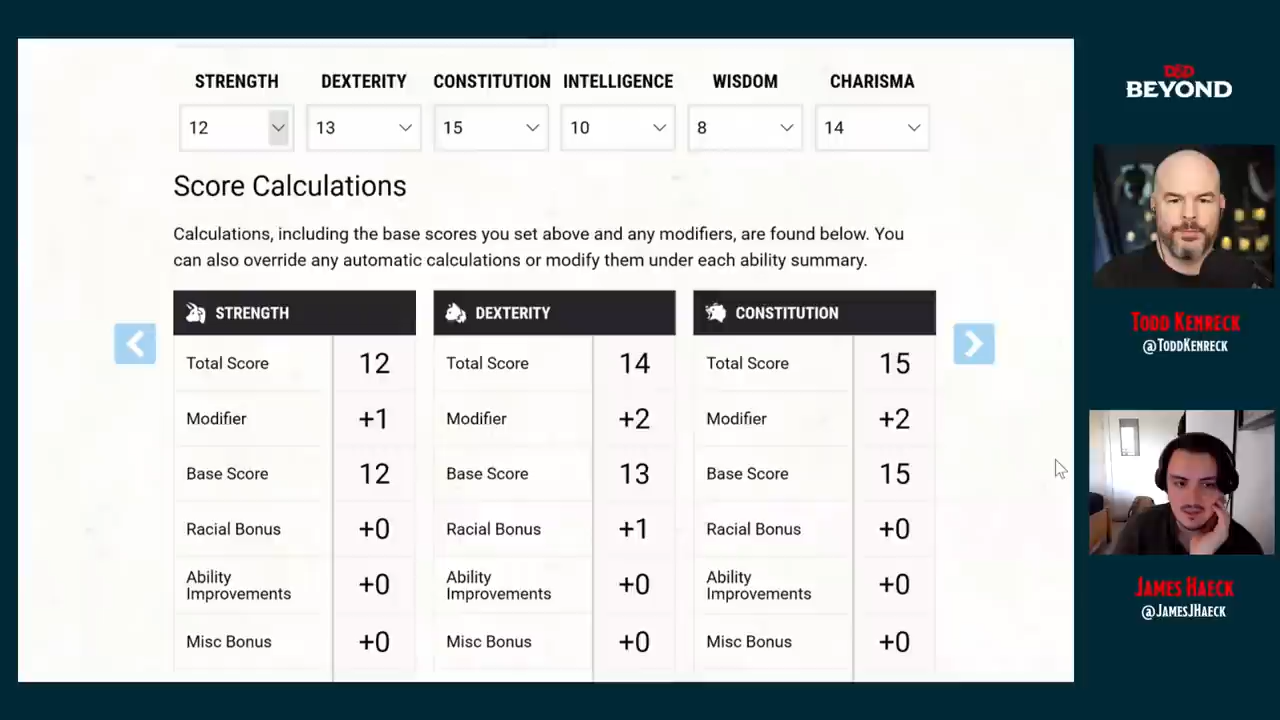 STRENGTH DEXTERITY CONSTITUTION INTELLIGENCE WISDOM CHARISMA
12 13 15 10 8 14
Score Calculations
Calculations, including the base scores you set above and any modifiers, are found below. You
can also override any automatic calculations or modify them under each ability summary.
STRENGTH DEXTERITY CONSTITUTION
Total Score 12 Total Score 14 Total Score 15
Modifier +1 Modifier +2 Modifier +2
Base Score 12 Base Score 13 Base Score 15
Racial Bonus +0 Racial Bonus +1 Racial Bonus +0
Ability Improvements +0 Ability Improvements +0 Ability Improvements +0
Misc Bonus +0 Misc Bonus +0 Misc Bonus +0
D&D
BEYOND
Todd Kenreck
@ToddKenreck
James Haeck
@JamesJHaeck